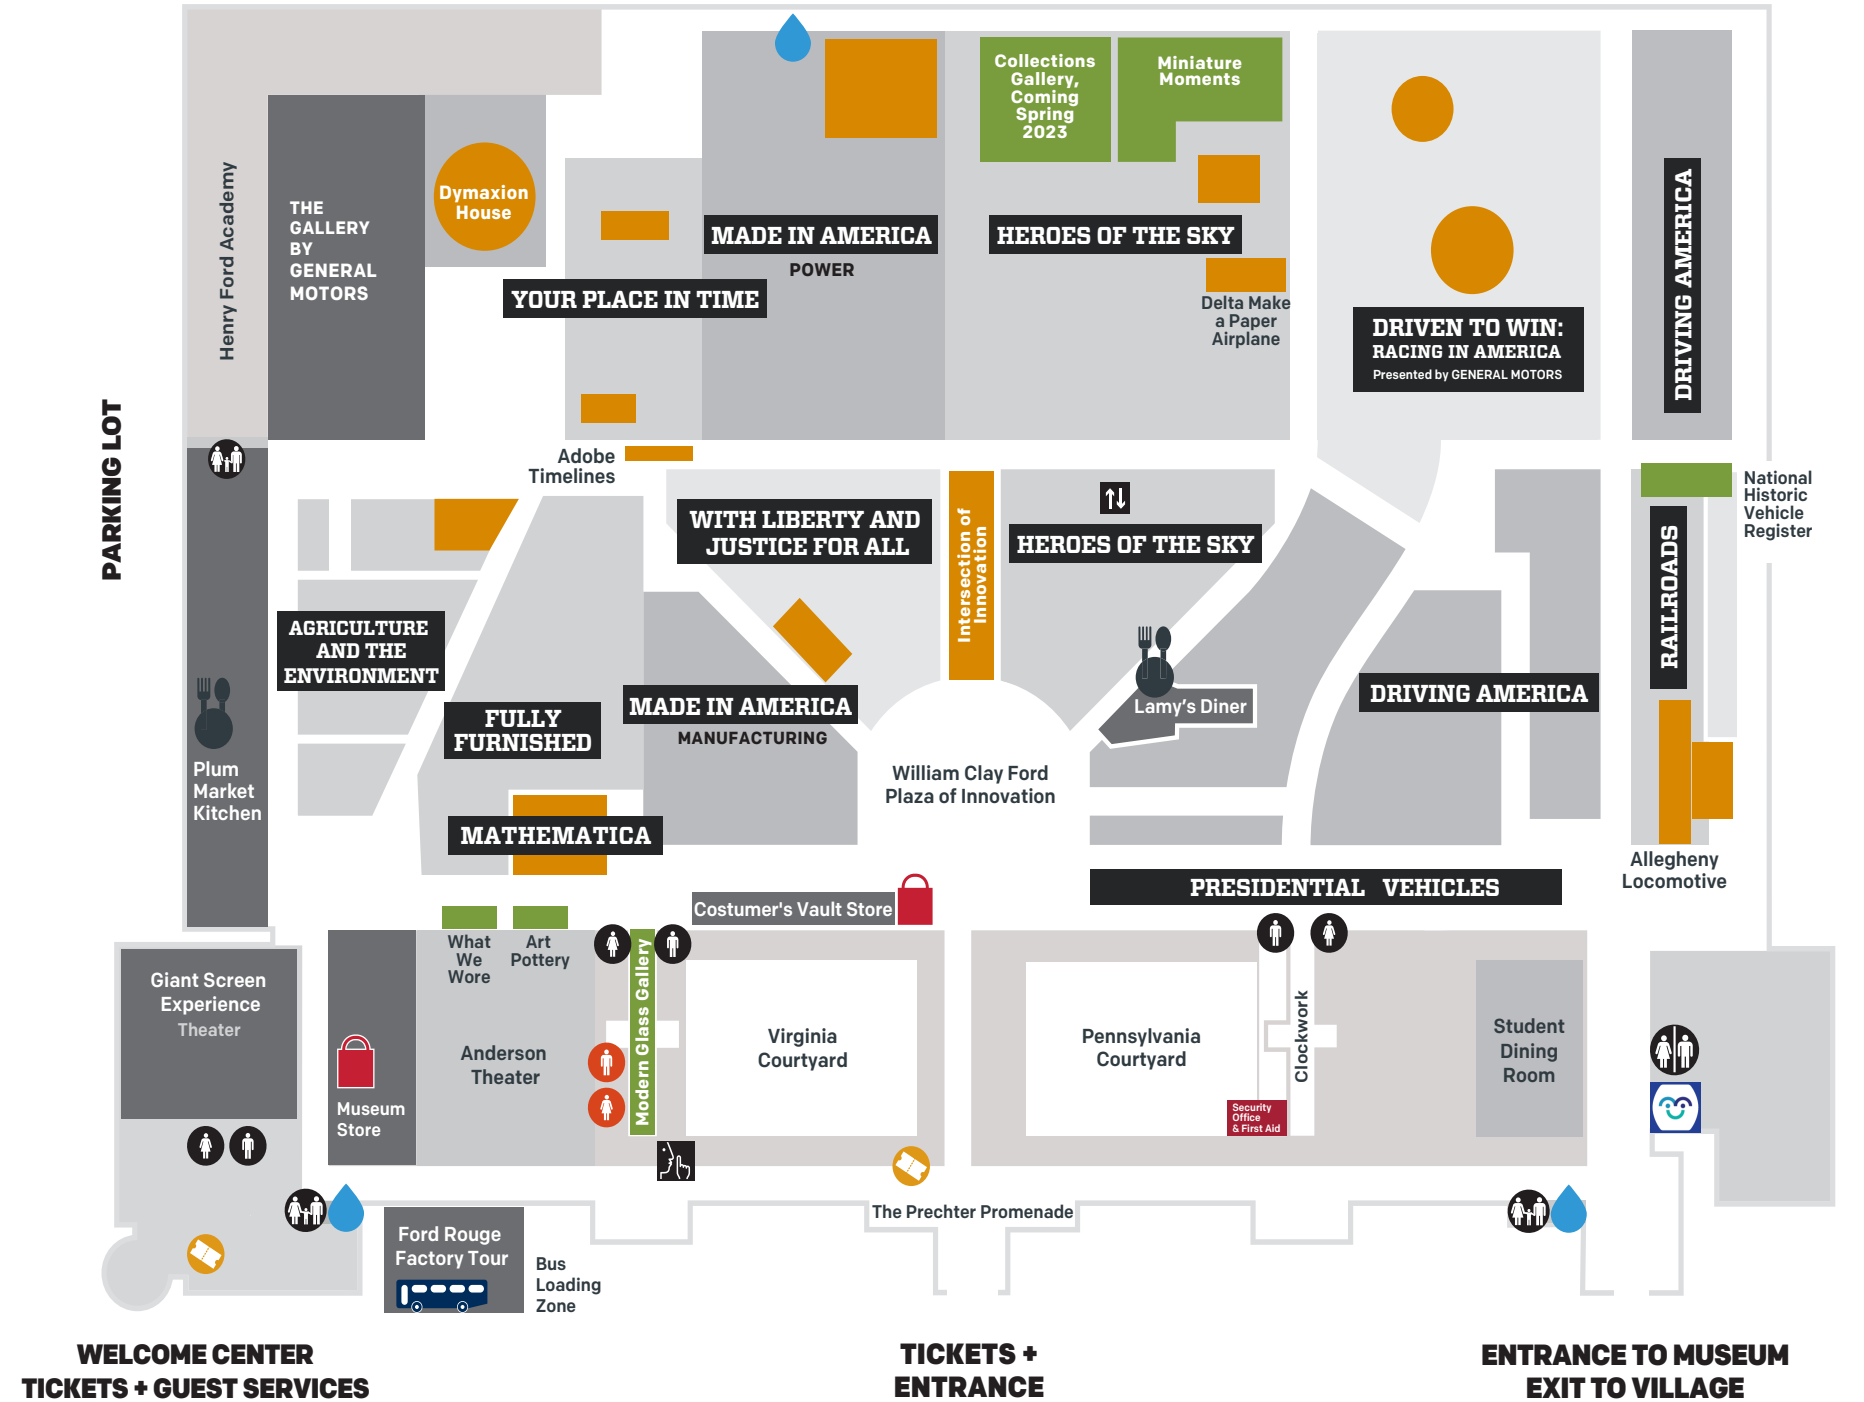 Collections
Gallery,
Coming
Spring
2023
Miniature
Moments
Henry Ford Academy
THE
GALLERY
BY
GENERAL
MOTORS
Dymaxion
House
MADE IN AMERICA
POWER
HEROES OF THE SKY
YOUR PLACE IN TIME
Delta Make
a Paper
Airplane
DRIVEN TO WIN:
RACING IN AMERICA
Presented by GENERAL MOTORS
DRIVING AMERICA
PARKING LOT
Adobe
Timelines
WITH LIBERTY AND
JUSTICE FOR ALL
Intersection of
Innovation
HEROES OF THE SKY
National
Historic
Vehicle
Register
RAILROADS
AGRICULTURE
AND THE
ENVIRONMENT
FULLY
FURNISHED
MADE IN AMERICA
MANUFACTURING
Lamy's Diner
DRIVING AMERICA
Plum
Market
Kitchen
William Clay Ford
Plaza of Innovation
MATHEMATICA
Allegheny
Locomotive
PRESIDENTIAL VEHICLES
Costumer's Vault Store
What
We
Wore
Art
Pottery
Modern Glass Gallery
Giant Screen
Experience
Theater
Museum
Store
Anderson
Theater
Virginia
Courtyard
Pennsylvania
Courtyard
Clockwork
Student
Dining
Room
Security
Office
& First Aid
The Prechter Promenade
Ford Rouge
Factory Tour
Bus
Loading
Zone
WELCOME CENTER
TICKETS + GUEST SERVICES
TICKETS +
ENTRANCE
ENTRANCE TO MUSEUM
EXIT TO VILLAGE